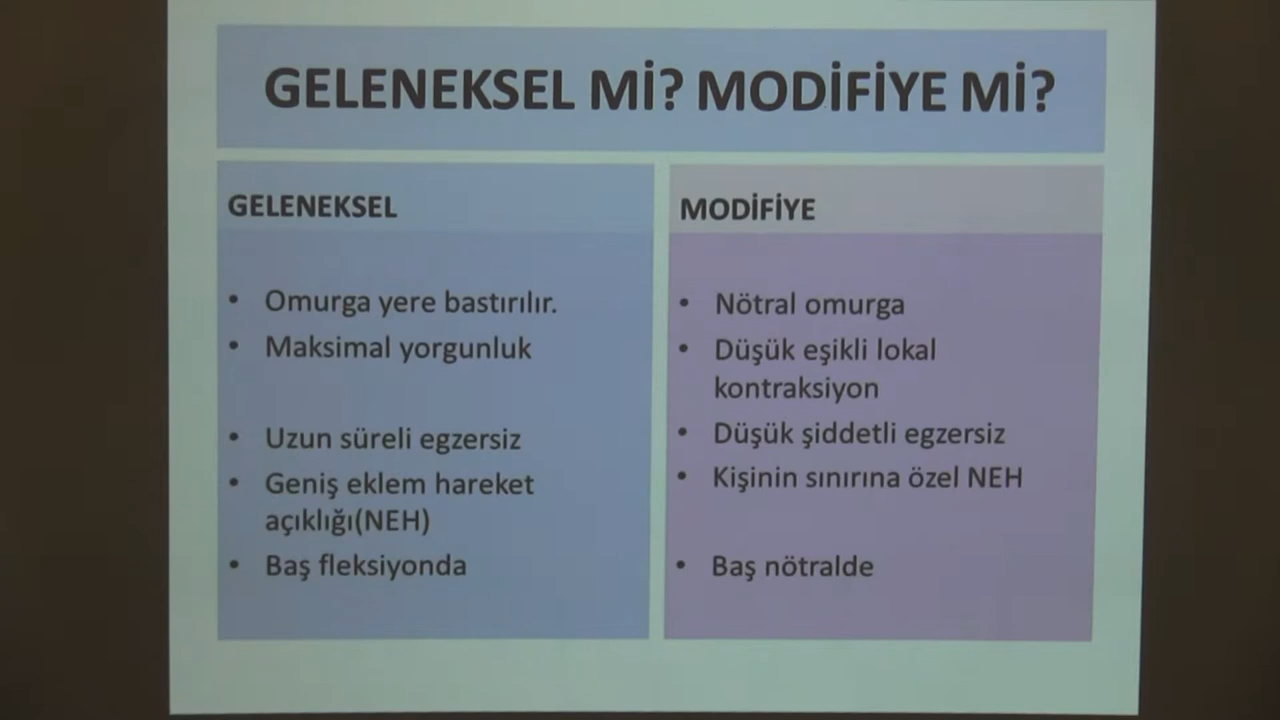 GELENEKSEL Mİ? MODİFİYE Mİ?
GELENEKSEL
• Omurga yere bastırılır.
• Maksimal yorgunluk
• Uzun süreli egzersiz
• Geniş eklem hareket
açıklığı(NEH)
• Baş fleksiyonda
MODİFİYE
• Nötral omurga
• Düşük eşikli lokal
kontraksiyon
• Düşük şiddetli egzersiz
• Kişinin sınırına özel NEH
• Baş nötralde